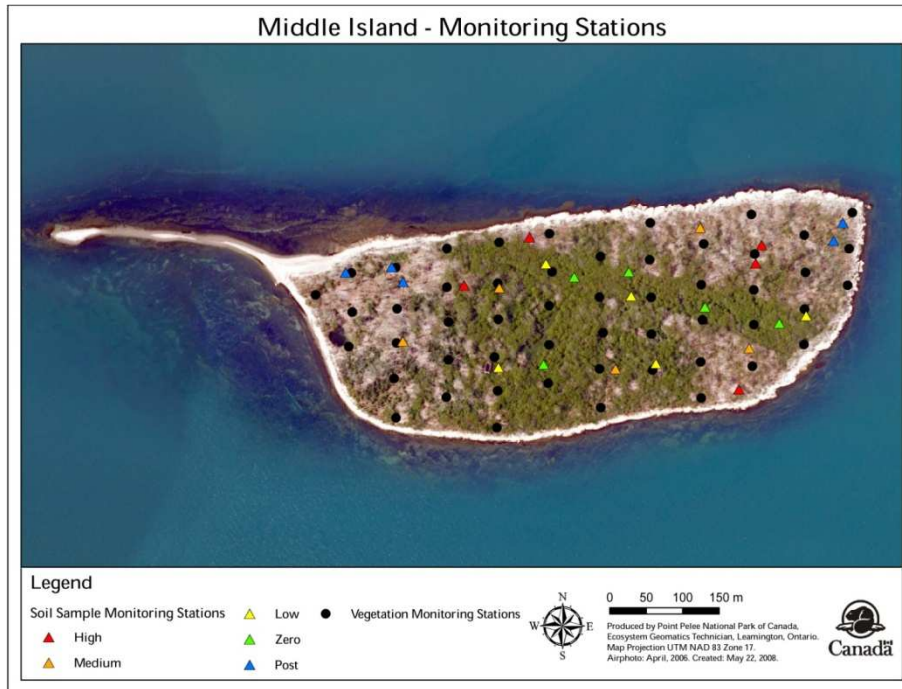 Middle Island - Monitoring Stations
Legend
Soil Sample Monitoring Stations
High
Medium
Low
Zero
Post
Vegetation Monitoring Stations
N
W E
S
0 50 100 150 m
Produced by Point Pelee National Park of Canada,
Ecosystem Geomatics Technician, Leamington, Ontario.
Map Projection UTM NAD 83 Zone 17.
Airphoto: April, 2006. Created: May 22, 2008.
Canada